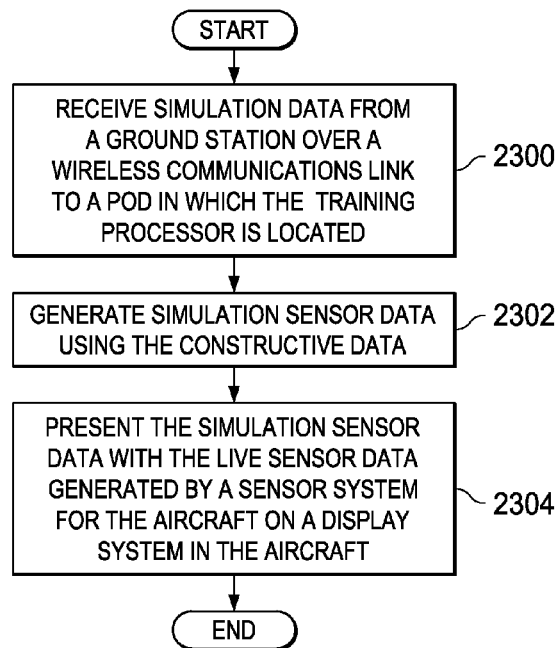 START
RECEIVE SIMULATION DATA FROM
A GROUND STATION OVER A
WIRELESS COMMUNICATIONS LINK
TO A POD IN WHICH THE TRAINING
PROCESSOR IS LOCATED
2300
GENERATE SIMULATION SENSOR DATA
USING THE CONSTRUCTIVE DATA
2302
PRESENT THE SIMULATION SENSOR
DATA WITH THE LIVE SENSOR DATA
GENERATED BY A SENSOR SYSTEM
FOR THE AIRCRAFT ON A DISPLAY
SYSTEM IN THE AIRCRAFT
2304
END